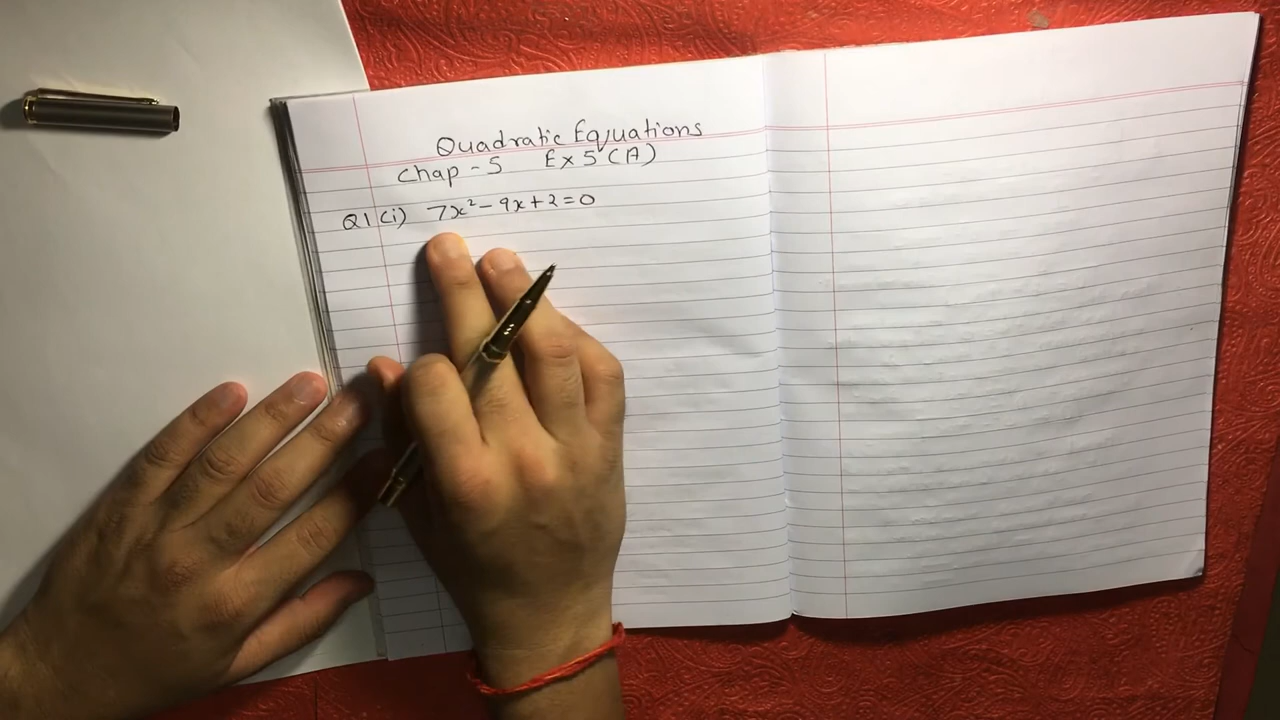 Quadratic Equations
Chap - 5 Ex 5 (A)
Q1 (i) 7x² - 9x + 2 = 0